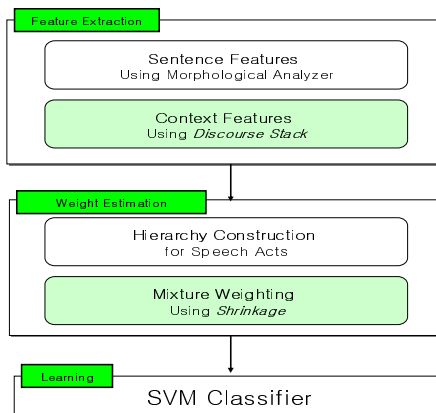 Feature Extraction
Sentence Features
Using Morphological Analyzer
Context Features
Using Discourse Stack
Weight Estimation
Hierarchy Construction
for Speech Acts
Mixture Weighting
Using Shrinkage
Learning
SVM Classifier